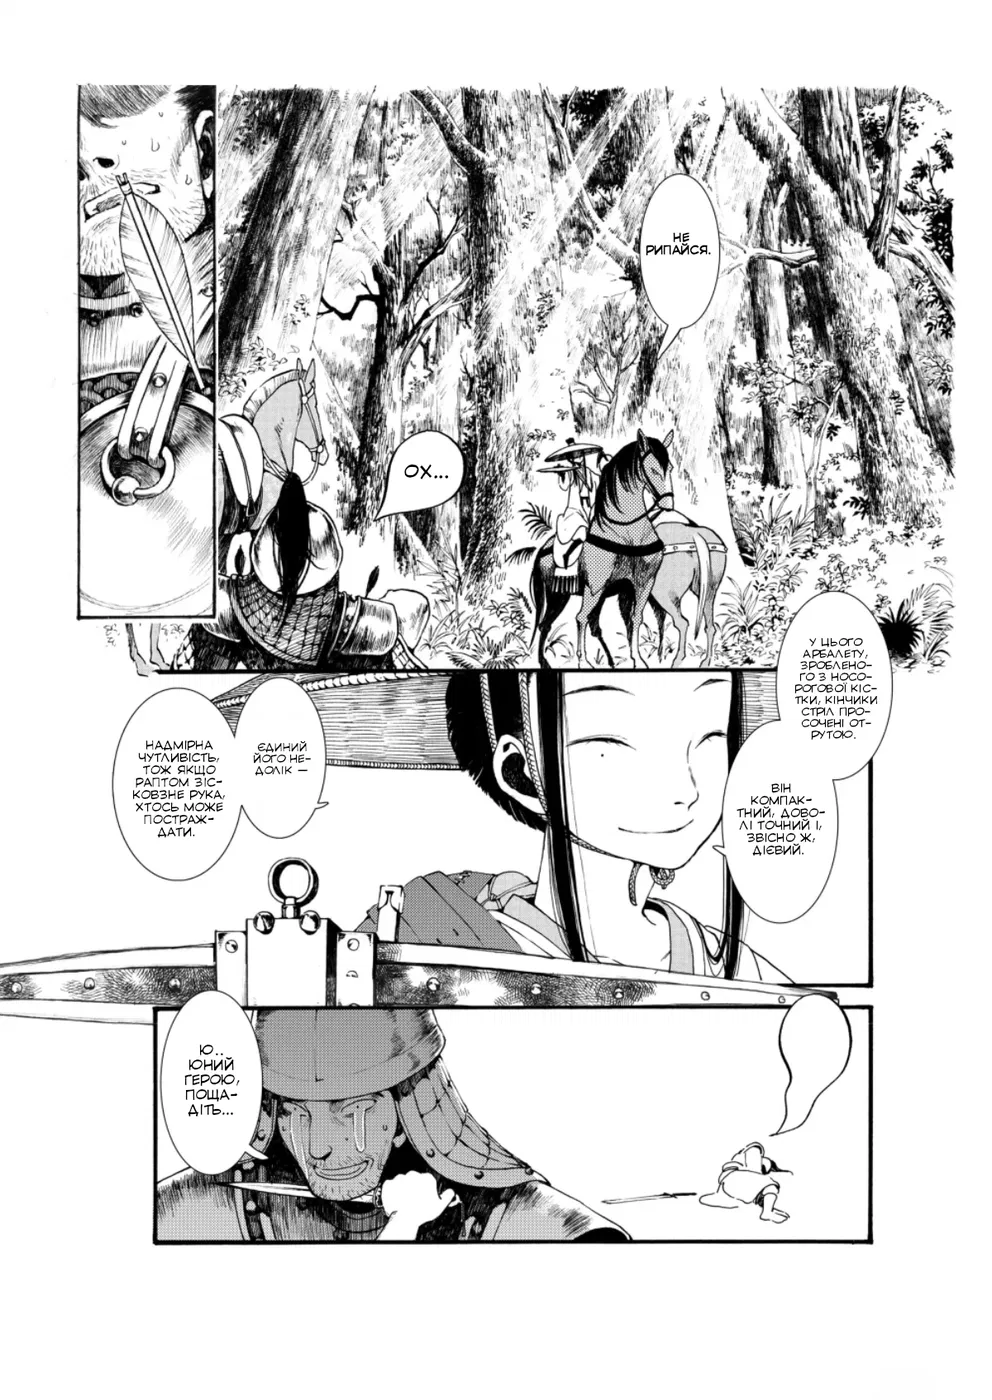 НЕ
РИПАЙСЯ.
ОХ...
У ЦЬОГО
АРБАЛЕТУ,
ЗРОБЛЕНО-
ГО З НОСО-
РОГОВОЇ КІС-
ТКИ, КІНЧИКИ
СТРІЛ ПРО-
СОЧЕНІ ОТ-
РУТОЮ.
ВІН
КОМПАК-
ТНИЙ, ДОВО-
ЛІ ТОЧНИЙ І,
ЗВІСНО Ж,
ДІЄВИЙ.
ЄДИНИЙ
ЙОГО НЕ-
ДОЛІК —
НАДМІРНА
ЧУТЛИВІСТЬ,
ТОЖ ЯКЩО
РАПТОМ ЗІС-
КОВЗНЕ РУКА,
ХТОСЬ МОЖЕ
ПОСТРАЖ-
ДАТИ.
Ю..
ЮНИЙ
ГЕРОЮ,
ПОЩА-
ДІТЬ...